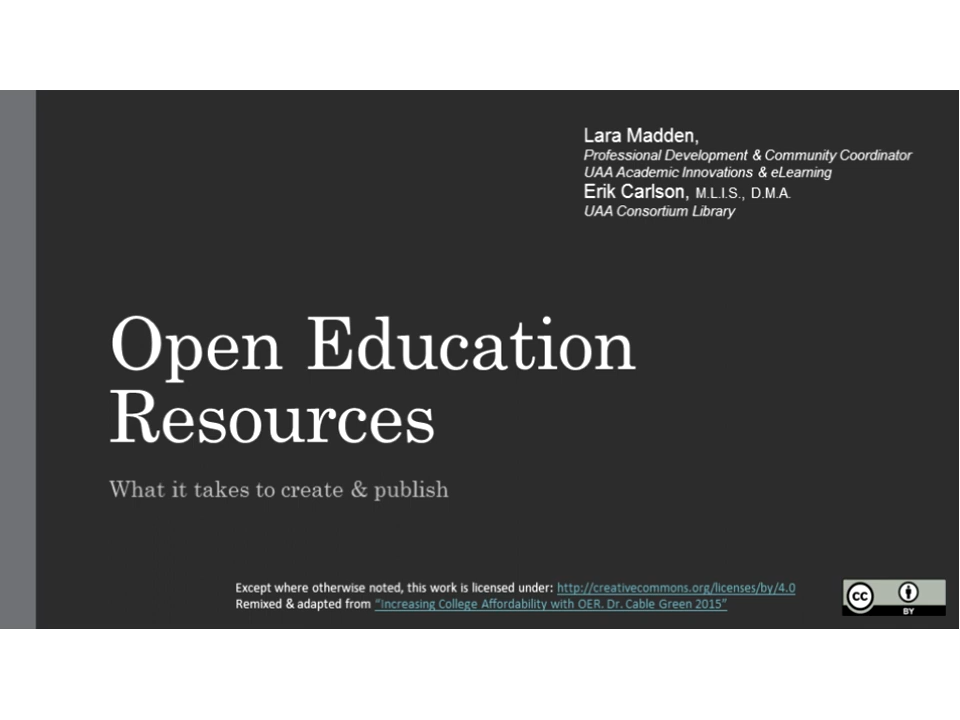 Lara Madden,
Professional Development & Community Coordinator
UAA Academic Innovations & eLearning
Erik Carlson, M.L.I.S., D.M.A.
UAA Consortium Library
Open Education
Resources
What it takes to create & publish
Except where otherwise noted, this work is licensed under: http://creativecommons.org/licenses/by/4.0
Remixed & adapted from "Increasing College Affordability with OER. Dr. Cable Green 2015"
cc
BY